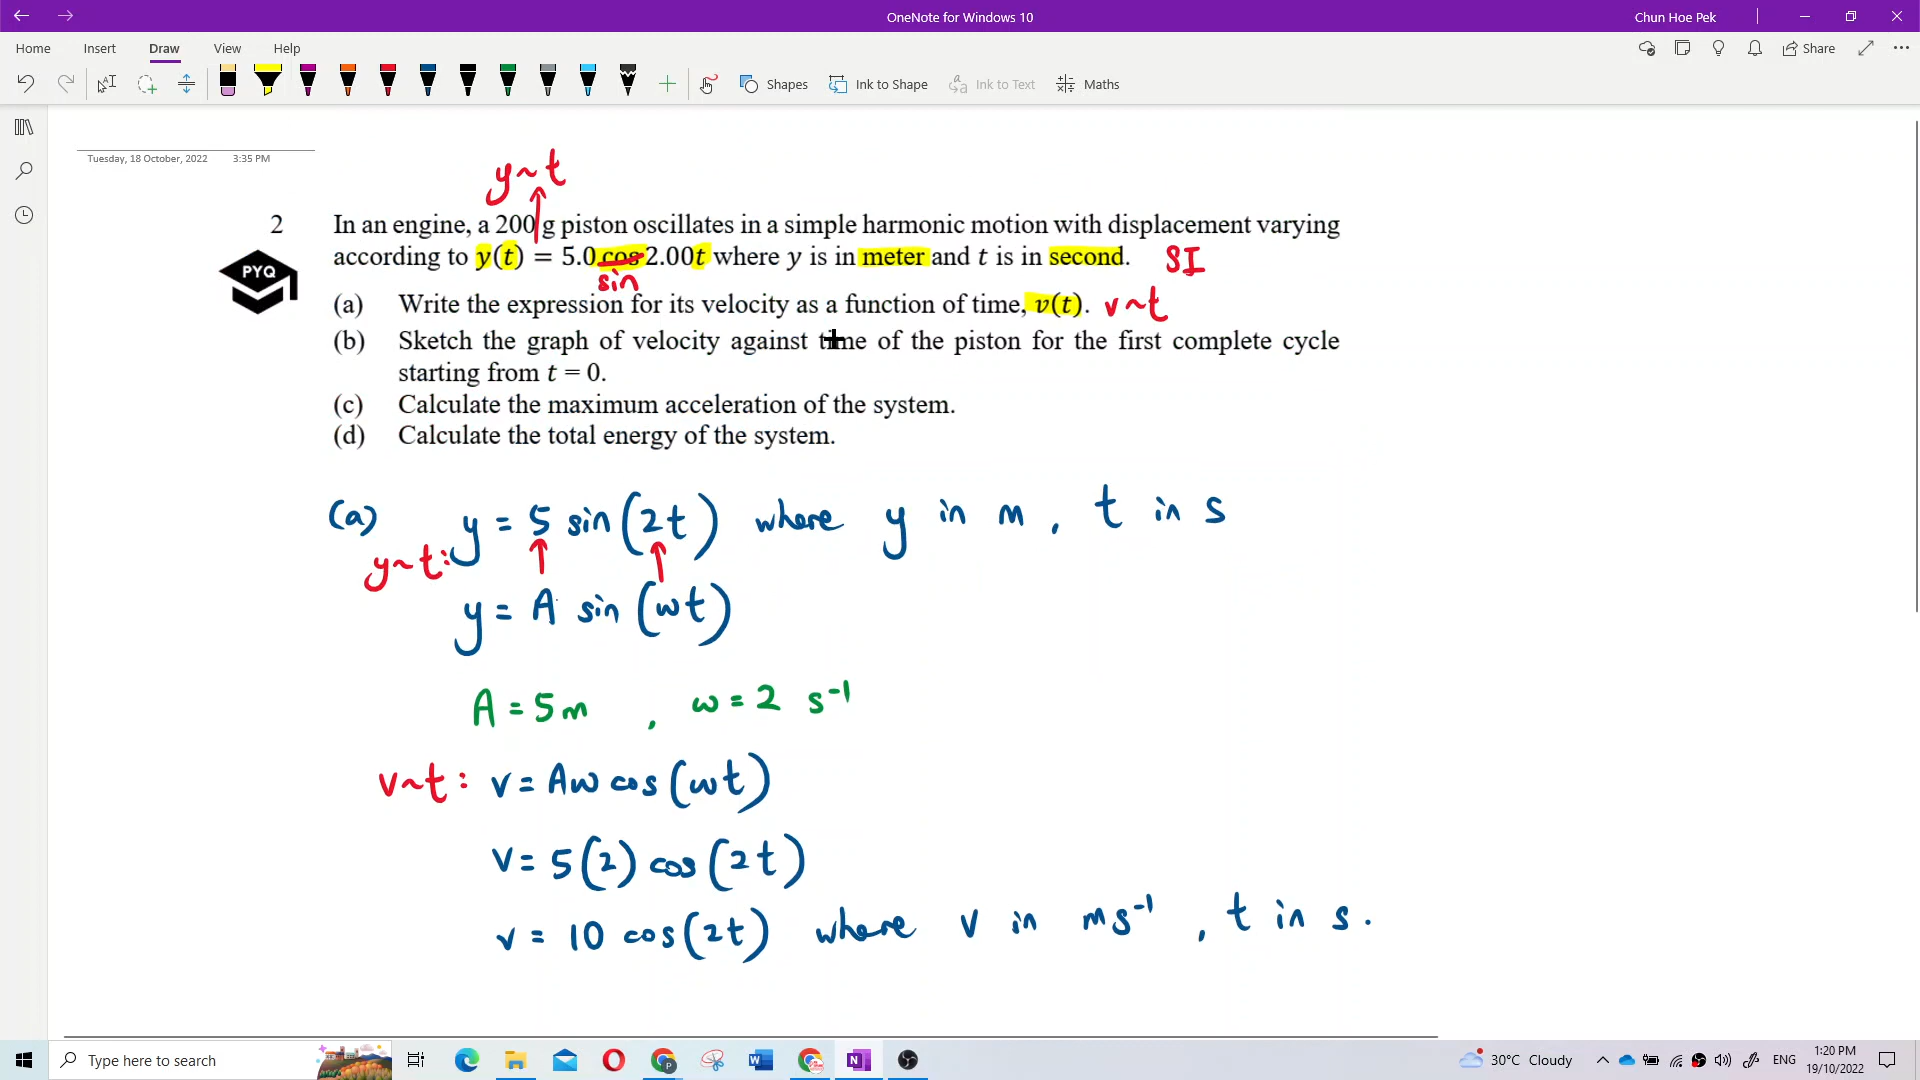 OneNote for Windows 10
Chun Hoe Pek
Home Insert Draw View Help
Share
Shapes
Ink to Shape
Ink to Text
Maths
Tuesday, 18 October, 2022 3:35 PM
y ~ t
2 In an engine, a 200 g piston oscillates in a simple harmonic motion with displacement varying
according to y(t) = 5.0 cos 2.00t where y is in meter and t is in second. SI
sin
PYQ
(a) Write the expression for its velocity as a function of time, v(t). v ~ t
(b) Sketch the graph of velocity against time of the piston for the first complete cycle
starting from t = 0.
(c) Calculate the maximum acceleration of the system.
(d) Calculate the total energy of the system.
(a) y = 5 sin (2t) where y in m, t in s
y ~ t:
y = A sin (ωt)
A = 5m , ω = 2 s⁻¹
v ~ t : v = Aω cos (ωt)
v = 5(2) cos (2t)
v = 10 cos (2t) where v in ms⁻¹, t in s.
Type here to search
30°C Cloudy
ENG
1:20 PM
19/10/2022